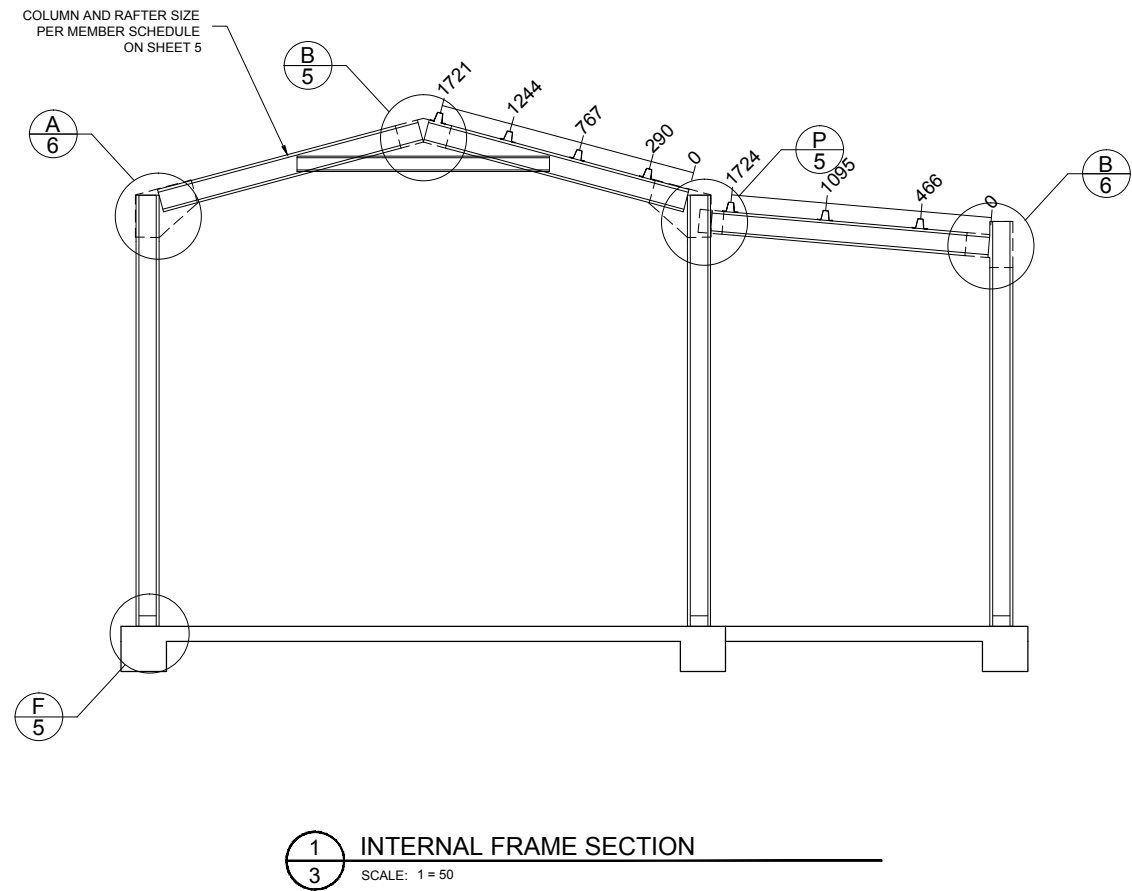 COLUMN AND RAFTER SIZE
PER MEMBER SCHEDULE
ON SHEET 5
B
5
A
6
1721
1244
767
290
0
P
5
1724
1095
466
0
B
6
F
5
1
3
INTERNAL FRAME SECTION
SCALE: 1 = 50